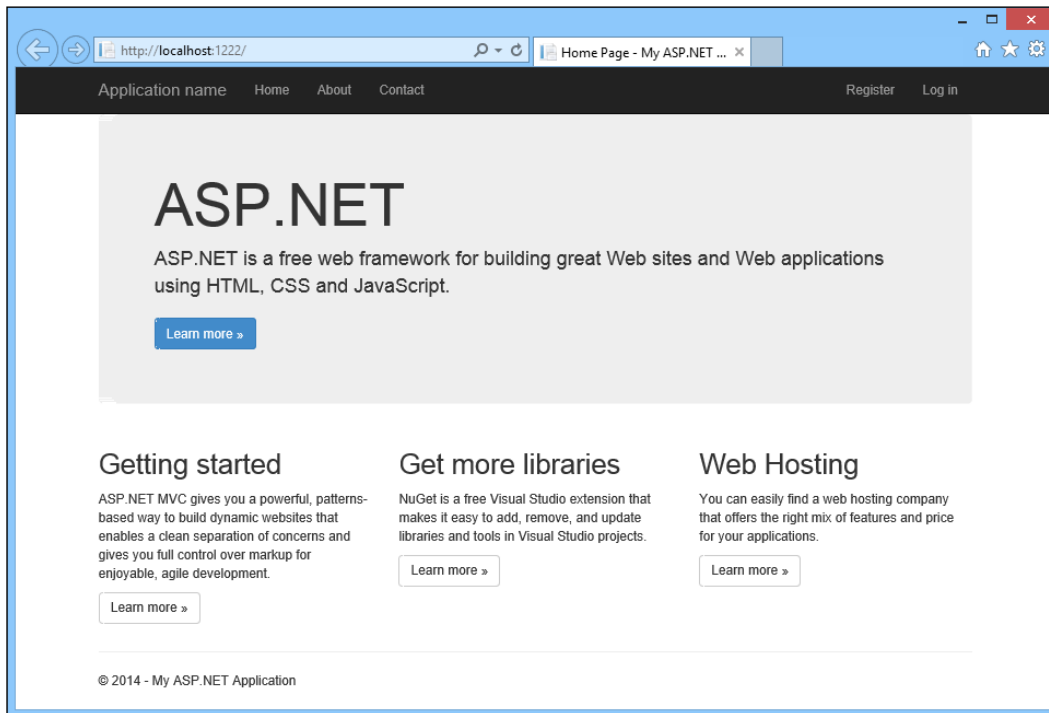 http://localhost:1222/
Home Page - My ASP.NET ...
Application name Home About Contact Register Log in
ASP.NET
ASP.NET is a free web framework for building great Web sites and Web applications
using HTML, CSS and JavaScript.
Learn more »
Getting started
ASP.NET MVC gives you a powerful, patterns-
based way to build dynamic websites that
enables a clean separation of concerns and
gives you full control over markup for
enjoyable, agile development.
Learn more »
Get more libraries
NuGet is a free Visual Studio extension that
makes it easy to add, remove, and update
libraries and tools in Visual Studio projects.
Learn more »
Web Hosting
You can easily find a web hosting company
that offers the right mix of features and price
for your applications.
Learn more »
© 2014 - My ASP.NET Application